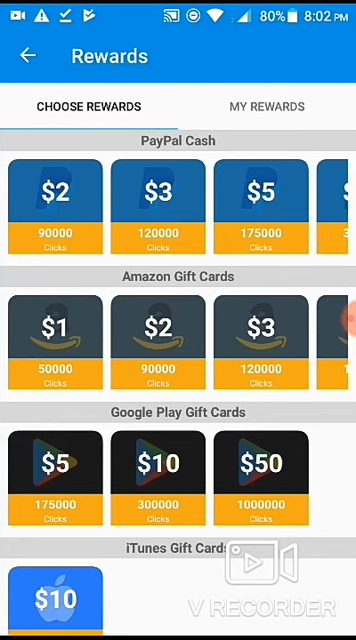 80% 8:02 PM
Rewards
CHOOSE REWARDS MY REWARDS
PayPal Cash
$2 $3 $5
90000 120000 175000
Clicks Clicks Clicks
Amazon Gift Cards
$1 $2 $3
50000 90000 120000
Clicks Clicks Clicks
Google Play Gift Cards
$5 $10 $50
175000 300000 1000000
Clicks Clicks Clicks
iTunes Gift Cards
$10
V RECORDER